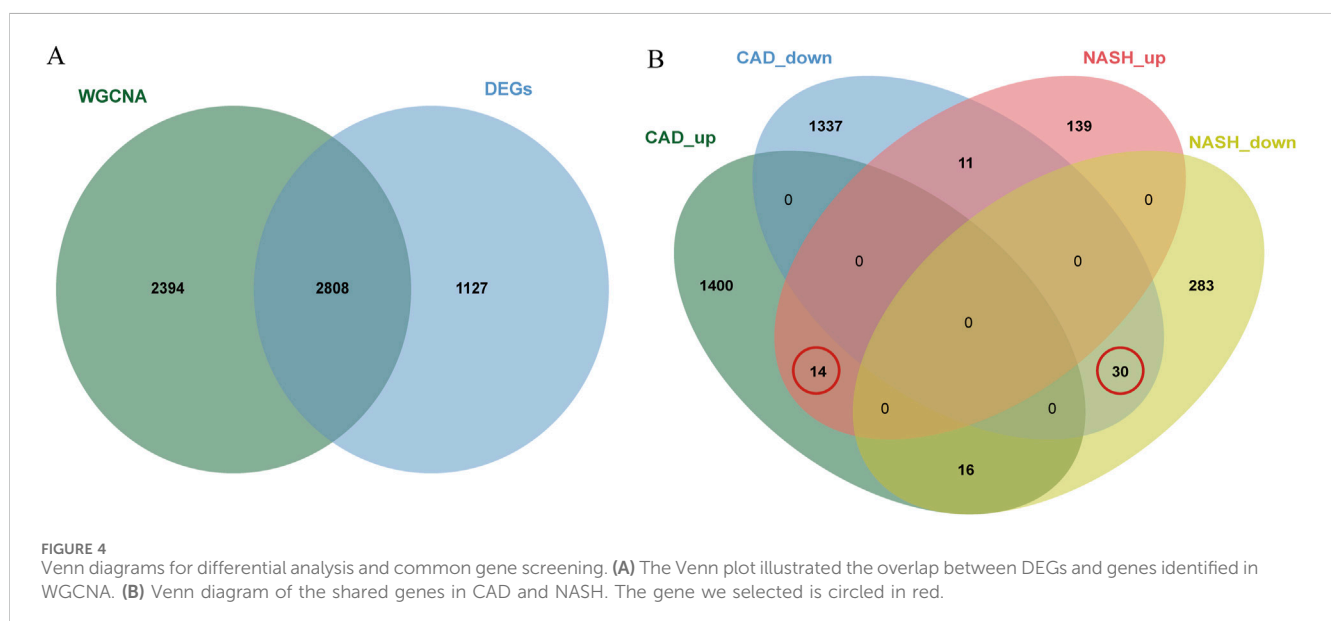 A
WGCNA
DEGs
2394
2808
1127
B
CAD_down
NASH_up
CAD_up
NASH_down
1337
139
11
0
0
0
0
1400
283
0
14
30
0
0
16
FIGURE 4
Venn diagrams for differential analysis and common gene screening. (A) The Venn plot illustrated the overlap between DEGs and genes identified in
WGCNA. (B) Venn diagram of the shared genes in CAD and NASH. The gene we selected is circled in red.